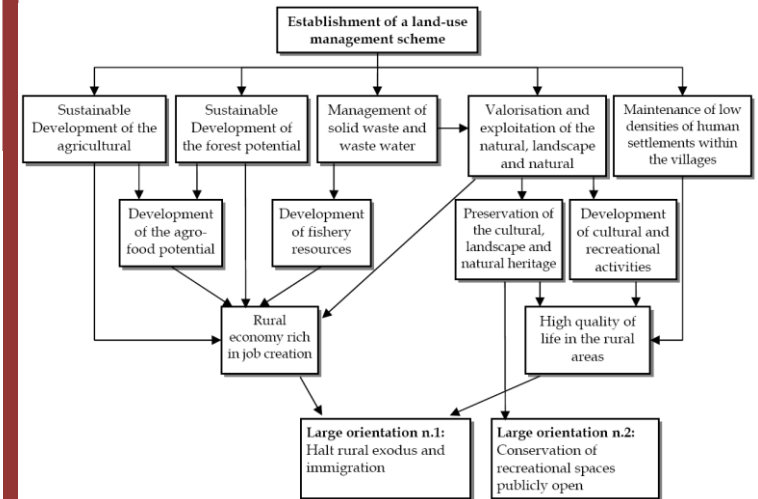 Establishment of a land-use
management scheme
Sustainable
Development of the
agricultural
Sustainable
Development of
the forest potential
Management of
solid waste and
waste water
Valorisation and
exploitation of the
natural, landscape
and natural
Maintenance of low
densities of human
settlements within
the villages
Development
of the agro-
food potential
Development
of fishery
resources
Preservation of
the cultural,
landscape and
natural heritage
Development
of cultural and
recreational
activities
Rural
economy rich
in job creation
High quality of
life in the rural
areas
Large orientation n.1:
Halt rural exodus and
immigration
Large orientation n.2:
Conservation of
recreational spaces
publicly open